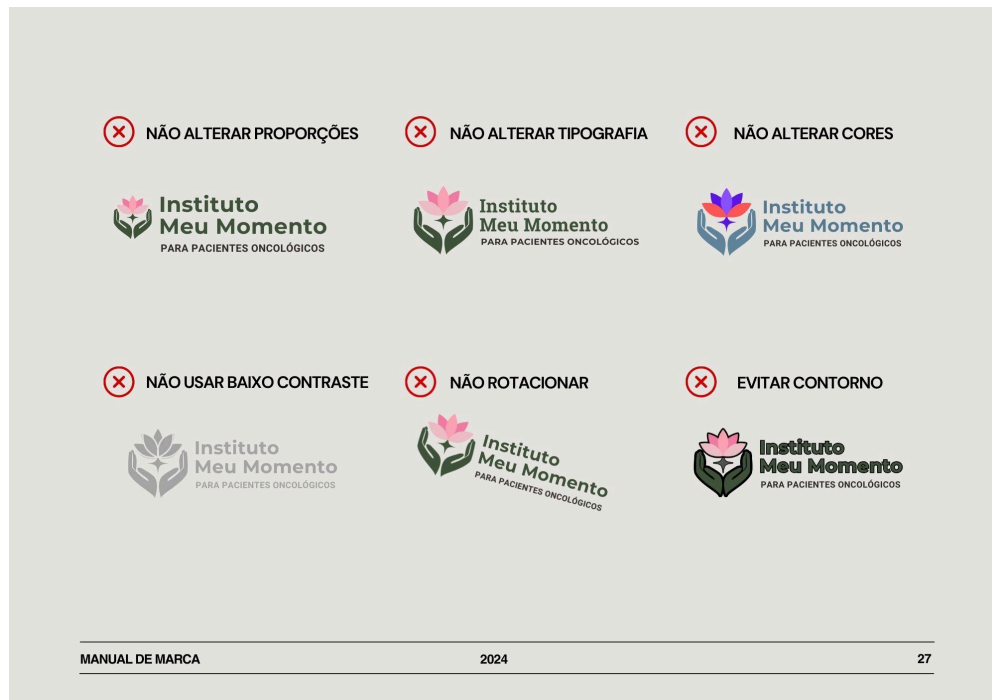 NÃO ALTERAR PROPORÇÕES
Instituto
Meu Momento
PARA PACIENTES ONCOLÓGICOS
NÃO ALTERAR TIPOGRAFIA
Instituto
Meu Momento
PARA PACIENTES ONCOLÓGICOS
NÃO ALTERAR CORES
Instituto
Meu Momento
PARA PACIENTES ONCOLÓGICOS
NÃO USAR BAIXO CONTRASTE
Instituto
Meu Momento
PARA PACIENTES ONCOLÓGICOS
NÃO ROTACIONAR
Instituto
Meu Momento
PARA PACIENTES ONCOLÓGICOS
EVITAR CONTORNO
Instituto
Meu Momento
PARA PACIENTES ONCOLÓGICOS
MANUAL DE MARCA
2024
27